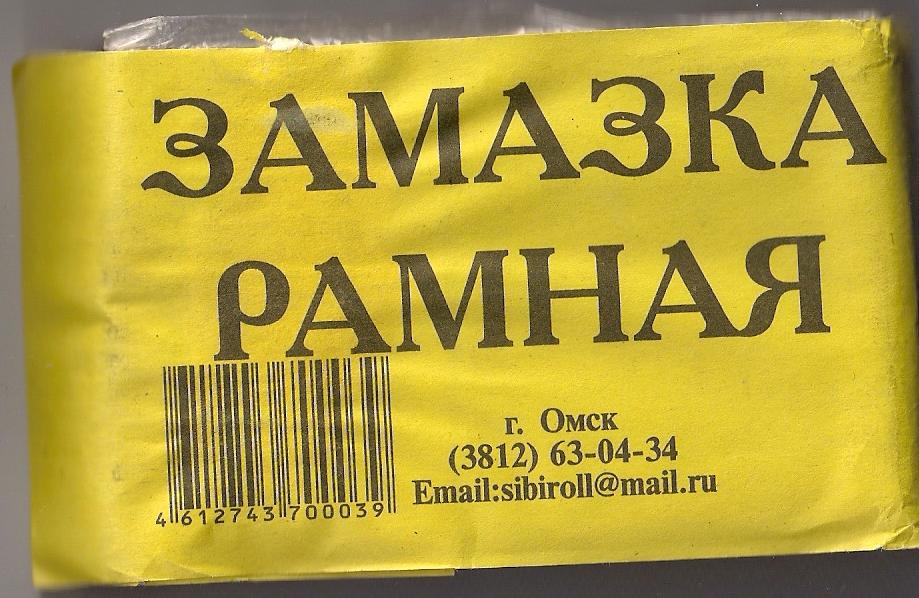 ЗАМАЗКА
РАМНАЯ
г. Омск
(3812) 63-04-34
Email:sibiroll@mail.ru
4 612743 700039